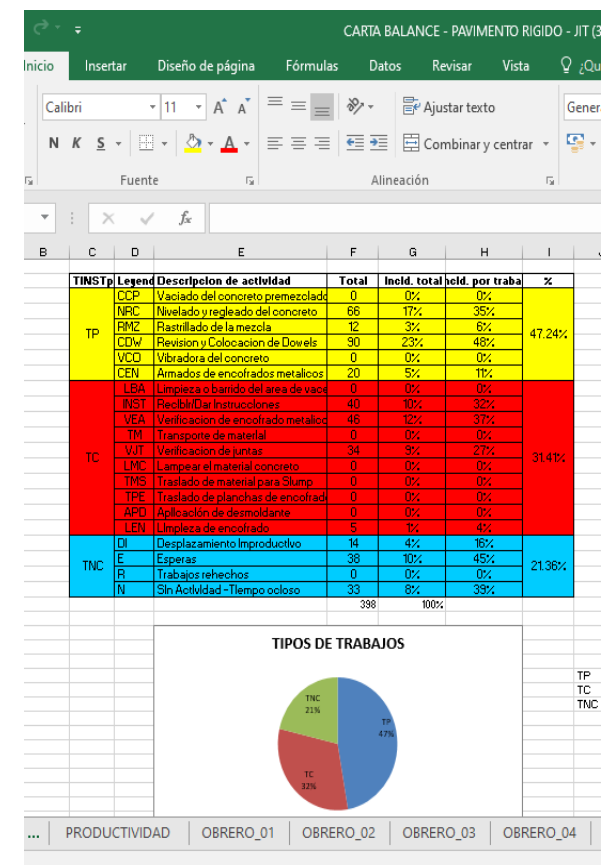 CARTA BALANCE - PAVIMENTO RIGIDO - JIT (3
Inicio Insertar Diseño de página Fórmulas Datos Revisar Vista ¿Qu
Calibri 11 A A Ajustar texto Gener
N K S A Combinar y centrar
Fuente Alineación
fx
B C D E F G H I
TINSTp Legend Descripcion de actividad Total Incid. total ncid. por traba %
CCP Vaciado del concreto premezclado 0 0% 0%
NRC Nivelado y regleado del concreto 66 17% 35%
RMZ Rastrillado de la mezcla 12 3% 6%
TP CDW Revision y Colocacion de Dowels 90 23% 48% 47.24%
VCO Vibradora del concreto 0 0% 0%
CEN Armados de encofrados metalicos 20 5% 11%
LBA Limpieza o barrido del area de vace 0 0% 0%
INST Recibir/Dar Instrucciones 40 10% 32%
VEA Verificacion de encofrado metalico 46 12% 37%
TM Transporte de material 0 0% 0%
TC VJT Verificacion de juntas 34 9% 27% 31.41%
LMC Lampear el material concreto 0 0% 0%
TMS Traslado de material para Slump 0 0% 0%
TPE Traslado de planchas de encofrad 0 0% 0%
APD Aplicación de desmoldante 0 0% 0%
LEN Limpieza de encofrado 5 1% 4%
DI Desplazamiento Improductivo 14 4% 16%
TNC E Esperas 38 10% 45% 21.36%
R Trabajos rehechos 0 0% 0%
N Sin Actividad -Tiempo ocioso 33 8% 39%
398 100%
TIPOS DE TRABAJOS
TNC
21%
TP
47%
TC
32%
TP
TC
TNC
... PRODUCTIVIDAD OBRERO_01 OBRERO_02 OBRERO_03 OBRERO_04